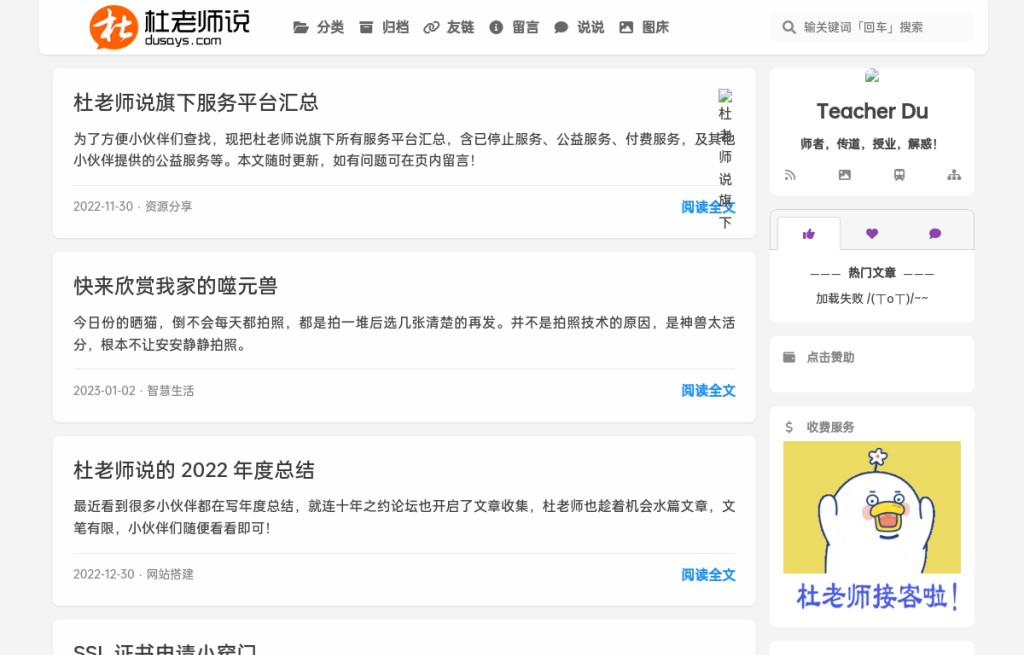 杜老师说
dusays.com
分类 归档 友链 留言 说说 图床
输关键词「回车」搜索
杜老师说旗下服务平台汇总
为了方便小伙伴们查找，现把杜老师说旗下所有服务平台汇总，含已停止服务、公益服务、付费服务，及其他
小伙伴提供的公益服务等。本文随时更新，如有问题可在页内留言！
2022-11-30 · 资源分享
阅读全文
杜
老
师
说
旗
下
快来欣赏我家的噬元兽
今日份的晒猫，倒不会每天都拍照，都是拍一堆后选几张清楚的再发。并不是拍照技术的原因，是神兽太活
分，根本不让安安静静拍照。
2023-01-02 · 智慧生活
阅读全文
杜老师说的 2022 年度总结
最近看到很多小伙伴都在写年度总结，就连十年之约论坛也开启了文章收集，杜老师也趁着机会水篇文章，文
笔有限，小伙伴们随便看看即可！
2022-12-30 · 网站搭建
阅读全文
SSL 证书申请小窍门
Teacher Du
师者，传道，授业，解惑！
——— 热门文章 ———
加载失败 /(ㄒoㄒ)/~~
点击赞助
收费服务
杜老师接客啦！